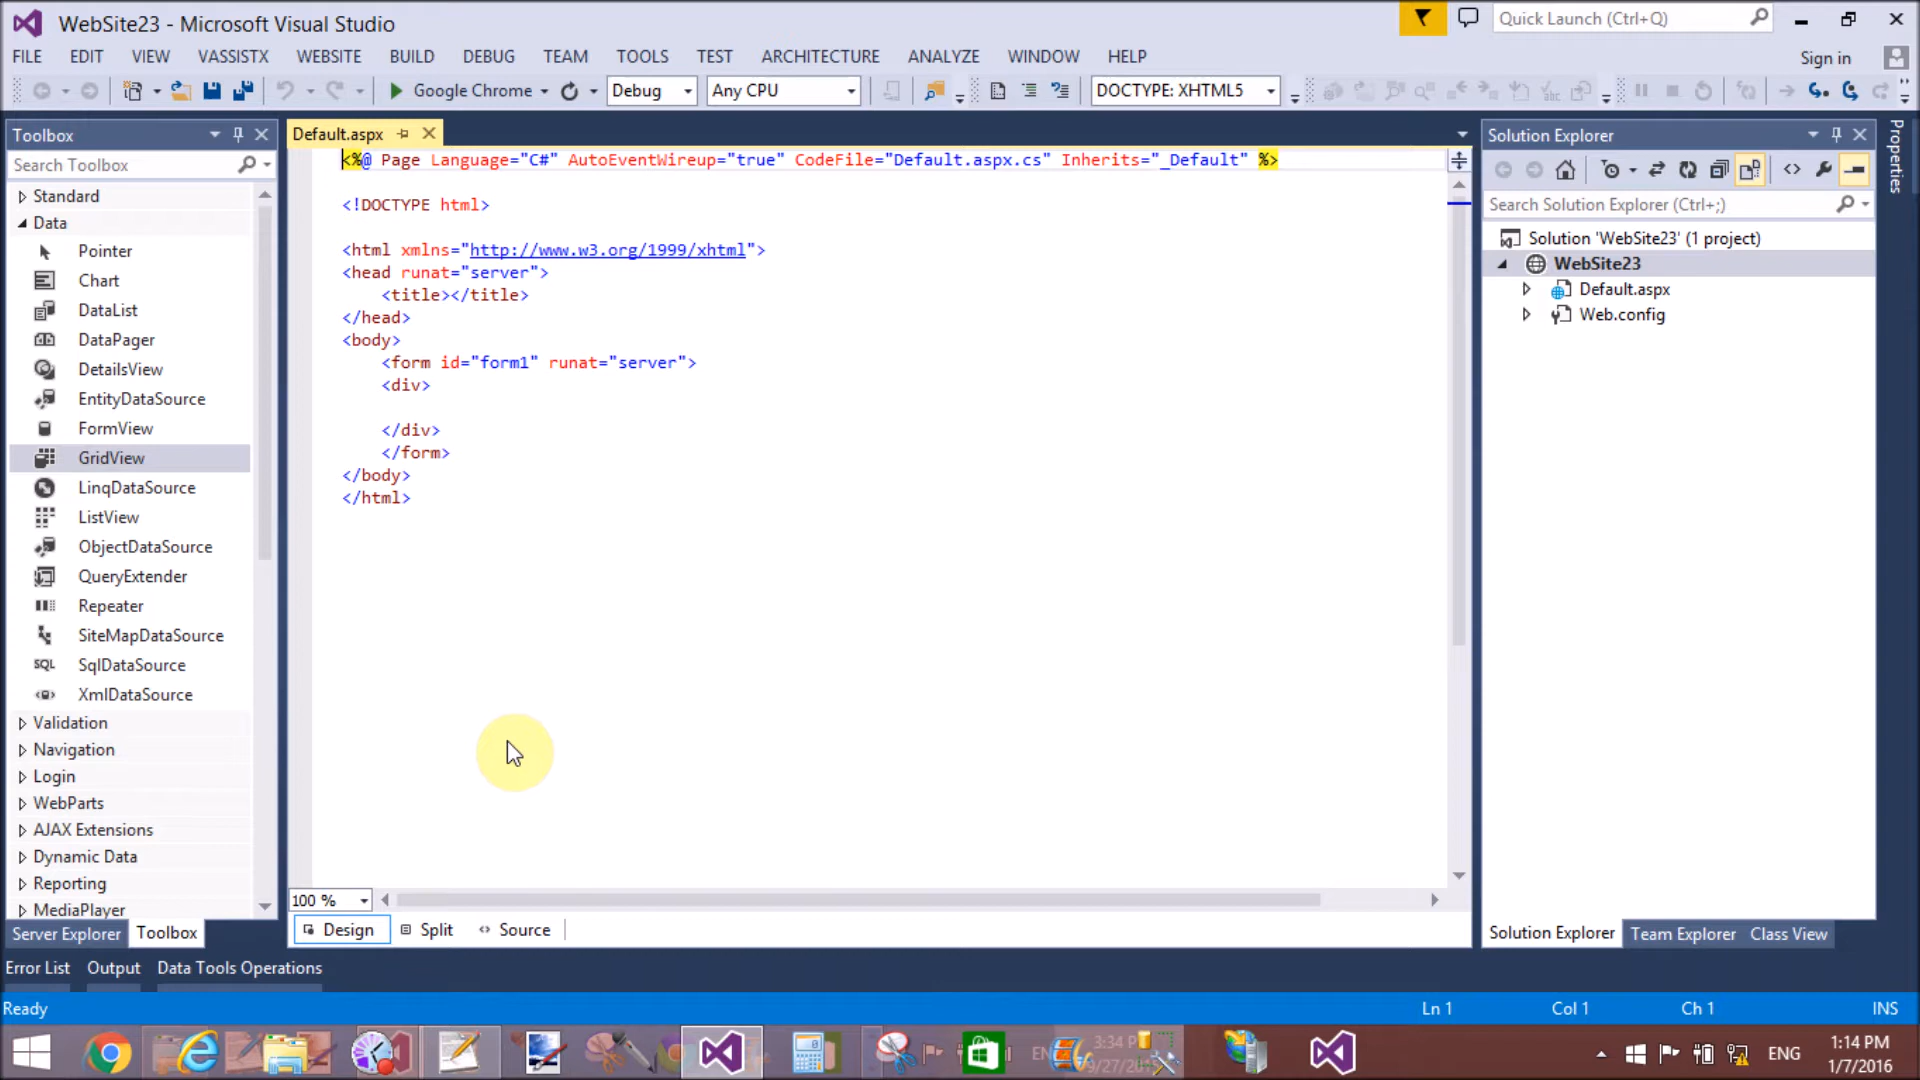 WebSite23 - Microsoft Visual Studio
Quick Launch (Ctrl+Q)
FILE EDIT VIEW VASSISTX WEBSITE BUILD DEBUG TEAM TOOLS TEST ARCHITECTURE ANALYZE WINDOW HELP
Sign in
Google Chrome Debug Any CPU DOCTYPE: XHTML5
Toolbox
Search Toolbox
Standard
Data
Pointer
Chart
DataList
DataPager
DetailsView
EntityDataSource
FormView
GridView
LinqDataSource
ListView
ObjectDataSource
QueryExtender
Repeater
SiteMapDataSource
SQL SqlDataSource
XmlDataSource
Validation
Navigation
Login
WebParts
AJAX Extensions
Dynamic Data
Reporting
MediaPlayer
Server Explorer Toolbox
Default.aspx
<%@ Page Language="C#" AutoEventWireup="true" CodeFile="Default.aspx.cs" Inherits="_Default" %>
<!DOCTYPE html>
<html xmlns="http://www.w3.org/1999/xhtml">
<head runat="server">
<title></title>
</head>
<body>
<form id="form1" runat="server">
<div>
</div>
</form>
</body>
</html>
100 %
Design Split Source
Solution Explorer
Search Solution Explorer (Ctrl+;)
Solution 'WebSite23' (1 project)
WebSite23
Default.aspx
Web.config
Solution Explorer Team Explorer Class View
Properties
Error List Output Data Tools Operations
Ready Ln 1 Col 1 Ch 1 INS
3:34 P
ENG
1:14 PM
1/7/2016